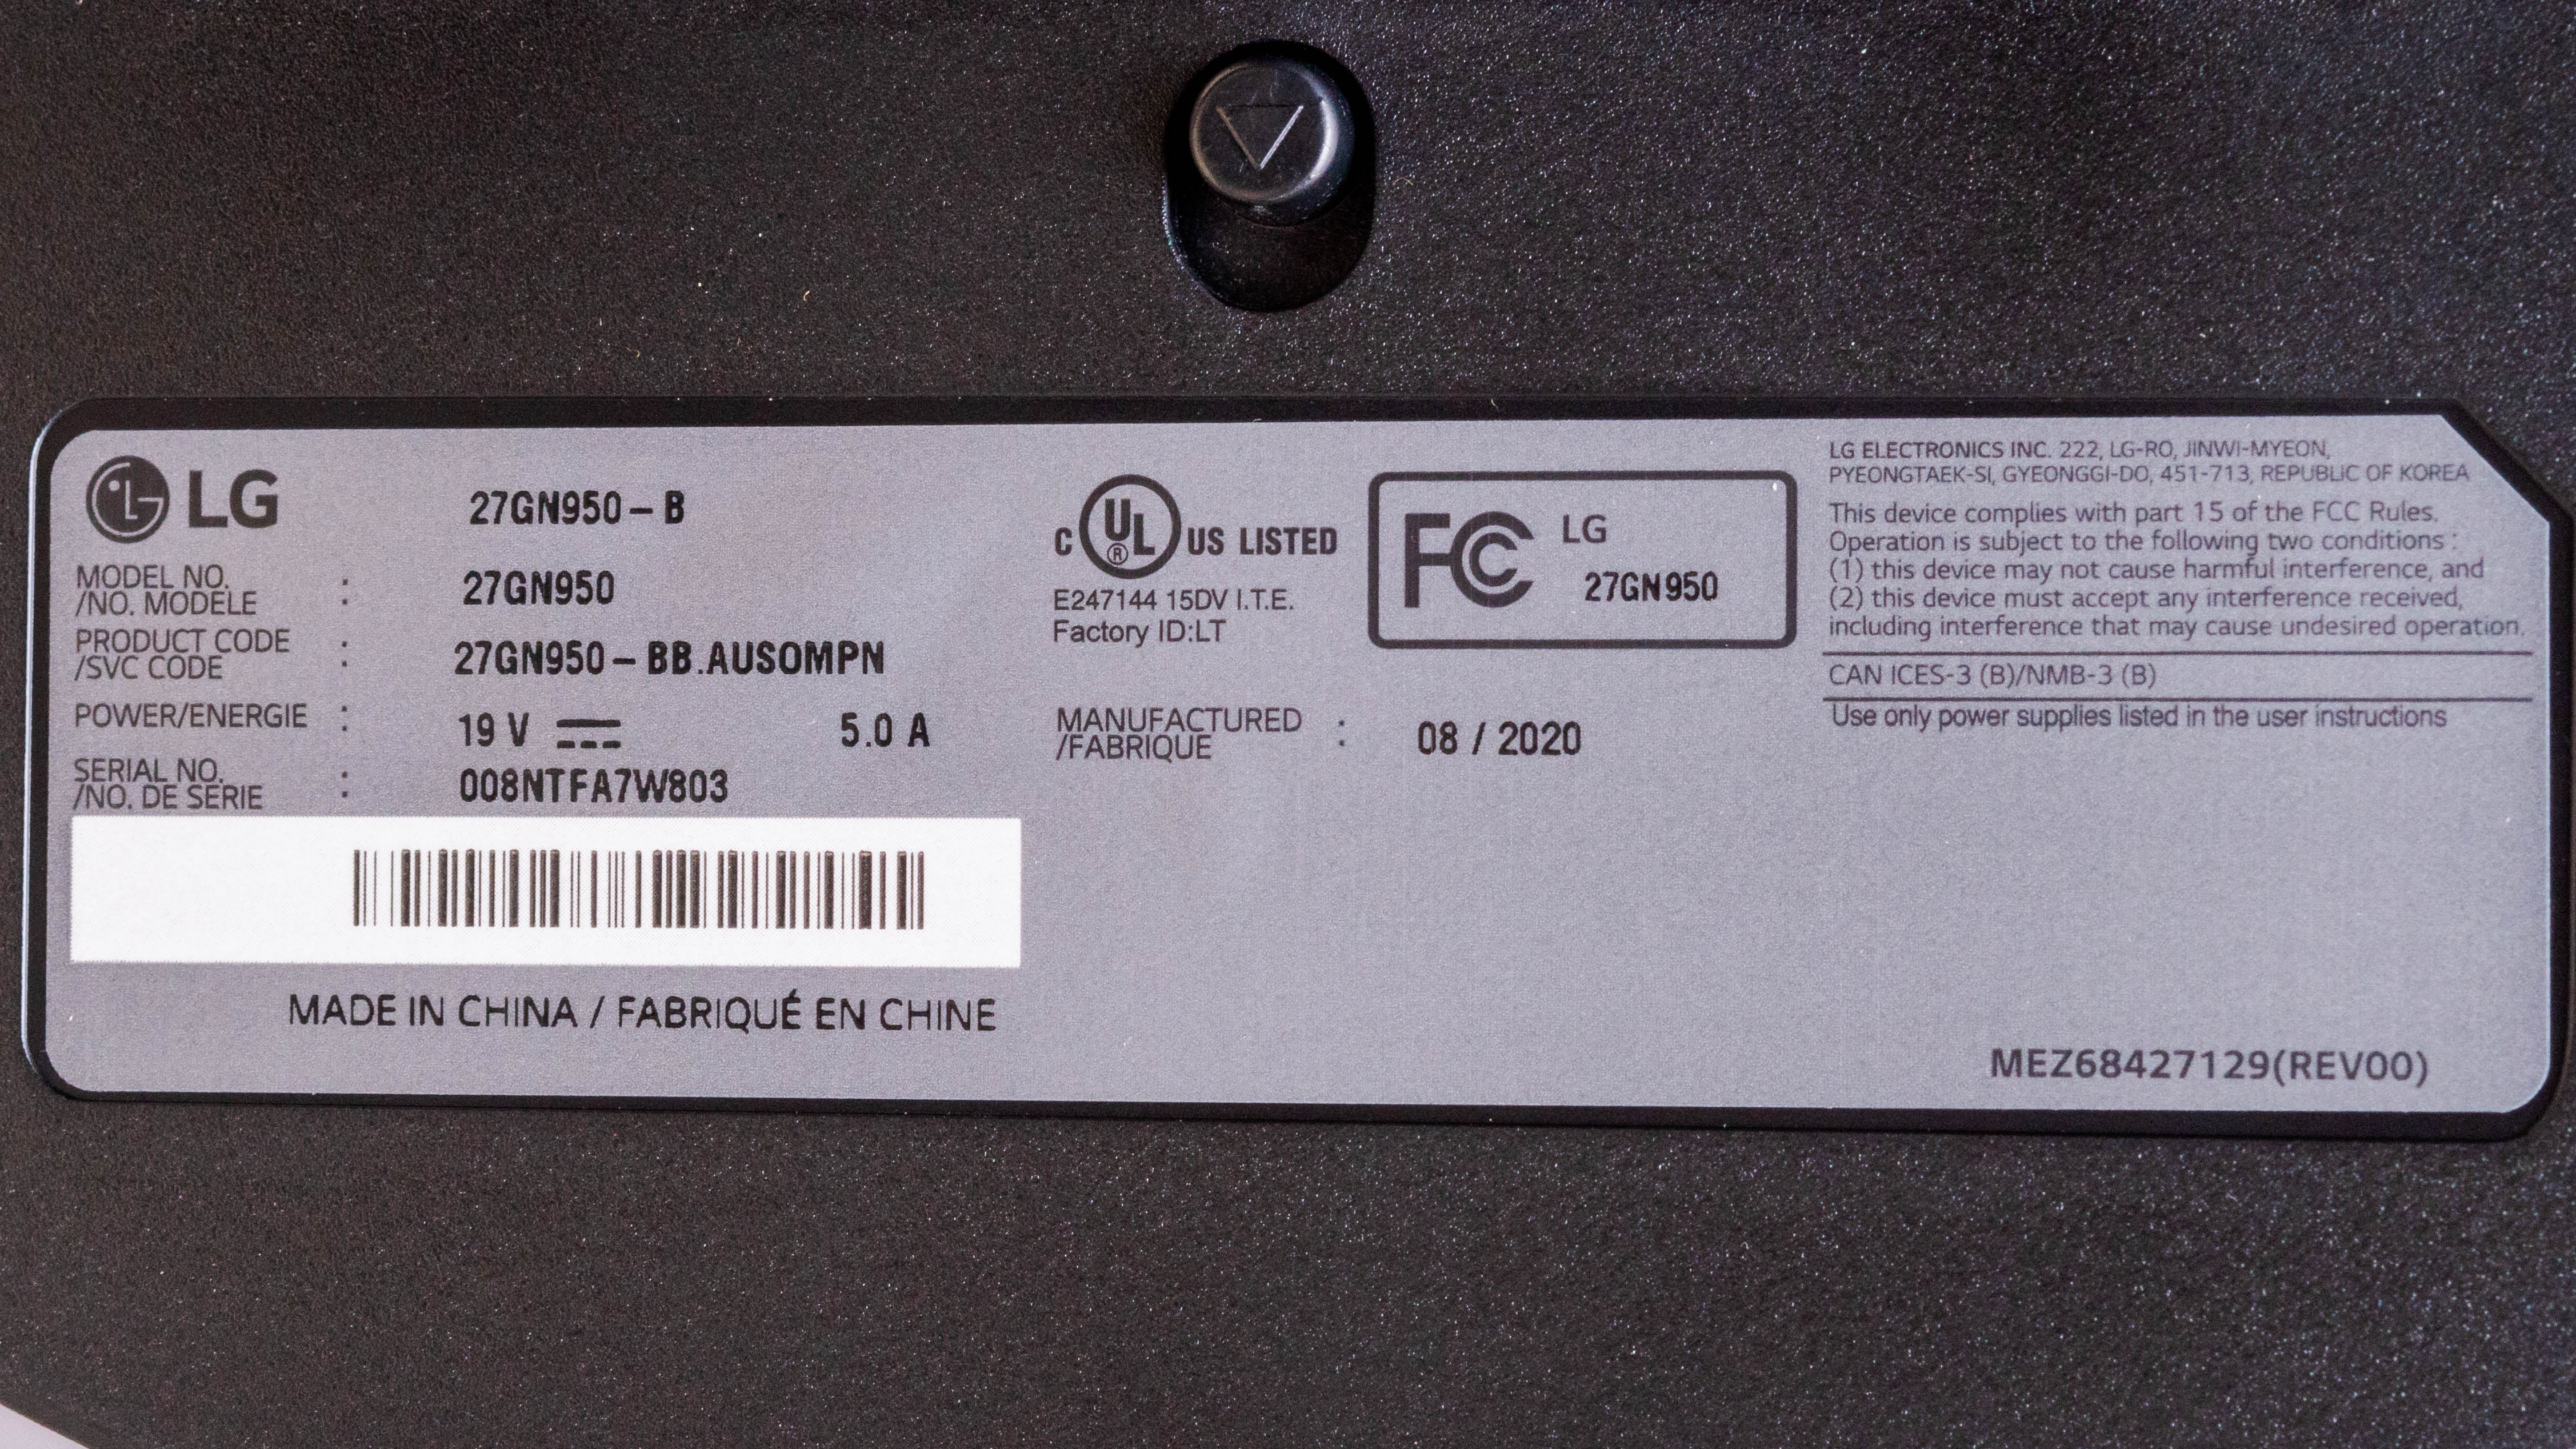 LG
27GN950-B
MODEL NO.
/NO. MODELE : 27GN950
PRODUCT CODE
/SVC CODE : 27GN950-BB.AUSOMPN
POWER/ENERGIE : 19 V 5.0 A
SERIAL NO.
/NO. DE SERIE : 008NTFA7W803
MADE IN CHINA / FABRIQUÉ EN CHINE
C UL ® US LISTED
E247144 15DV I.T.E.
Factory ID:LT
FC LG
27GN950
MANUFACTURED
/FABRIQUE : 08 / 2020
LG ELECTRONICS INC. 222, LG-RO, JINWI-MYEON,
PYEONGTAEK-SI, GYEONGGI-DO, 451-713, REPUBLIC OF KOREA
This device complies with part 15 of the FCC Rules.
Operation is subject to the following two conditions :
(1) this device may not cause harmful interference, and
(2) this device must accept any interference received,
including interference that may cause undesired operation.
CAN ICES-3 (B)/NMB-3 (B)
Use only power supplies listed in the user instructions
MEZ68427129(REV00)